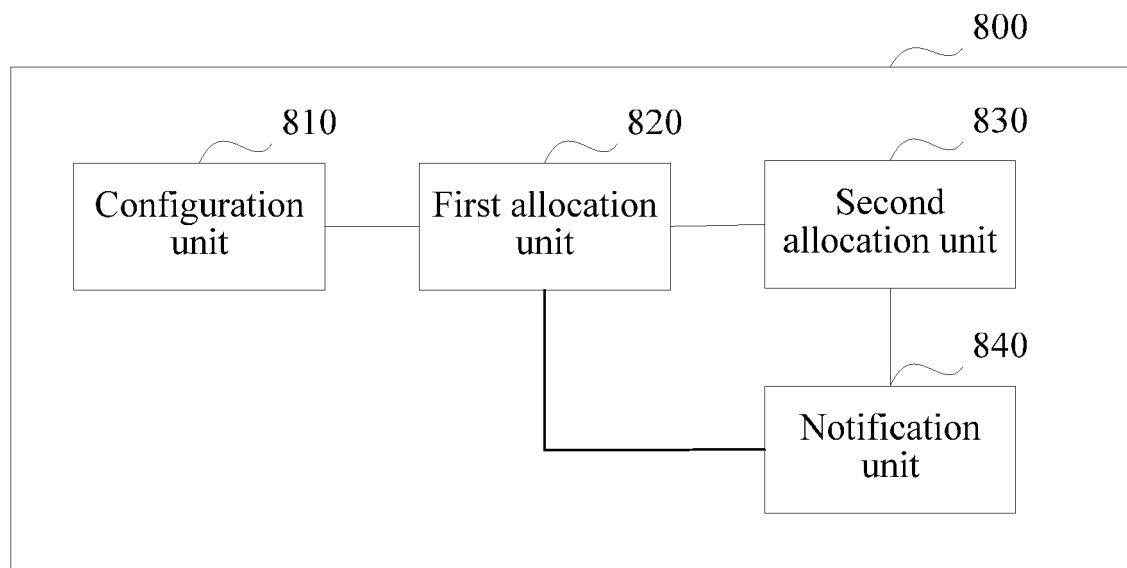 800
810
820
830
Configuration
unit
First allocation
unit
Second
allocation unit
840
Notification
unit